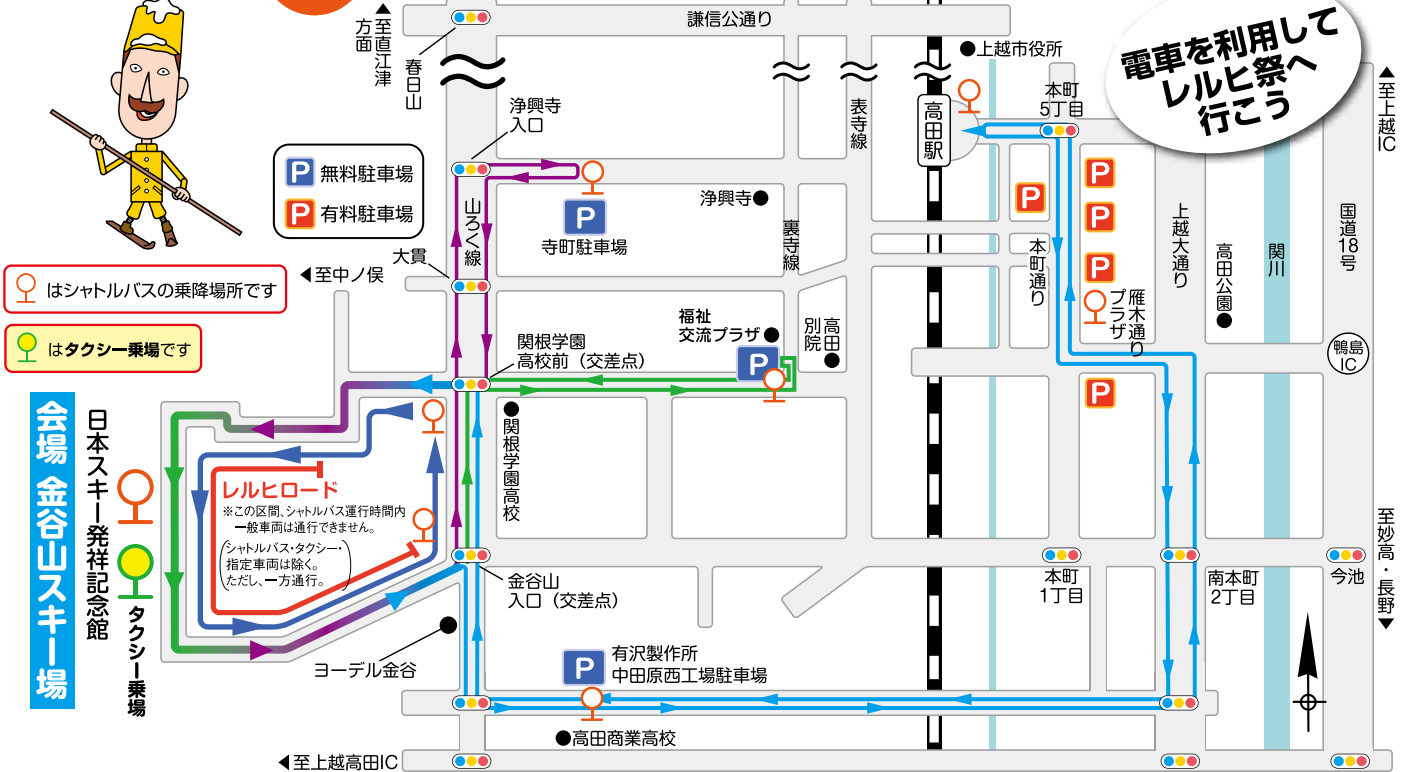 ▲至直江津
方面
謙信公通り
春日山
●上越市役所
電車を利用して
レルヒ祭へ
行こう
▲至上越IC
浄興寺
入口
表寺線
高田駅
本町
5丁目
P 無料駐車場
P 有料駐車場
P
寺町駐車場
浄興寺●
裏寺線
山ろく線
大貫
◀至中ノ俣
P
P
P
P
本町通り
上越大通り
高田公園●
関川
国道18号
雁木通り
プラザ
はシャトルバスの乗降場所です
はタクシー乗場です
福祉
交流プラザ●
P
高田
別院●
関根学園
高校前（交差点）
鴨島
IC
P
●関根学園高校
会場 金谷山スキー場
日本スキー発祥記念館
タクシー乗場
レルヒロード
※この区間、シャトルバス運行時間内
一般車両は通行できません。
(シャトルバス・タクシー・
指定車両は除く。
ただし、一方通行。)
金谷山
入口（交差点）
本町
1丁目
南本町
2丁目
今池
至妙高・長野▼
ヨーデル金谷
P
有沢製作所
中田原西工場駐車場
●高田商業高校
◀至上越高田IC